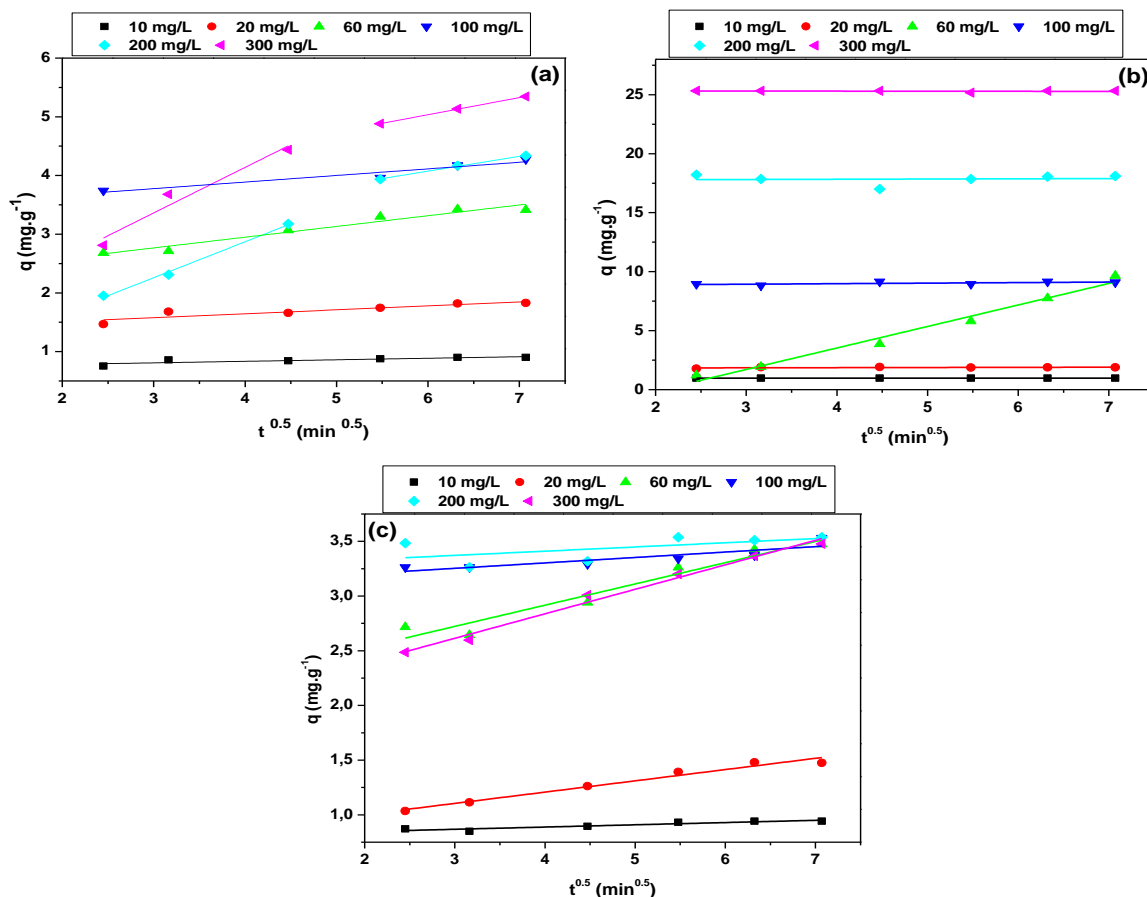 10 mg/L 20 mg/L 60 mg/L 100 mg/L
200 mg/L 300 mg/L
(a)
6
5
4
3
2
1
q (mg.g-1)
2 3 4 5 6 7
t 0.5 (min 0.5)
10 mg/L 20 mg/L 60 mg/L 100 mg/L
200 mg/L 300 mg/L
(b)
25
20
15
10
5
0
q (mg.g-1)
2 3 4 5 6 7
t0.5 (min0.5)
10 mg/L 20 mg/L 60 mg/L 100 mg/L
200 mg/L 300 mg/L
(c)
3,5
3,0
2,5
2,0
1,5
1,0
q (mg.g-1)
2 3 4 5 6 7
t0.5 (min0.5)